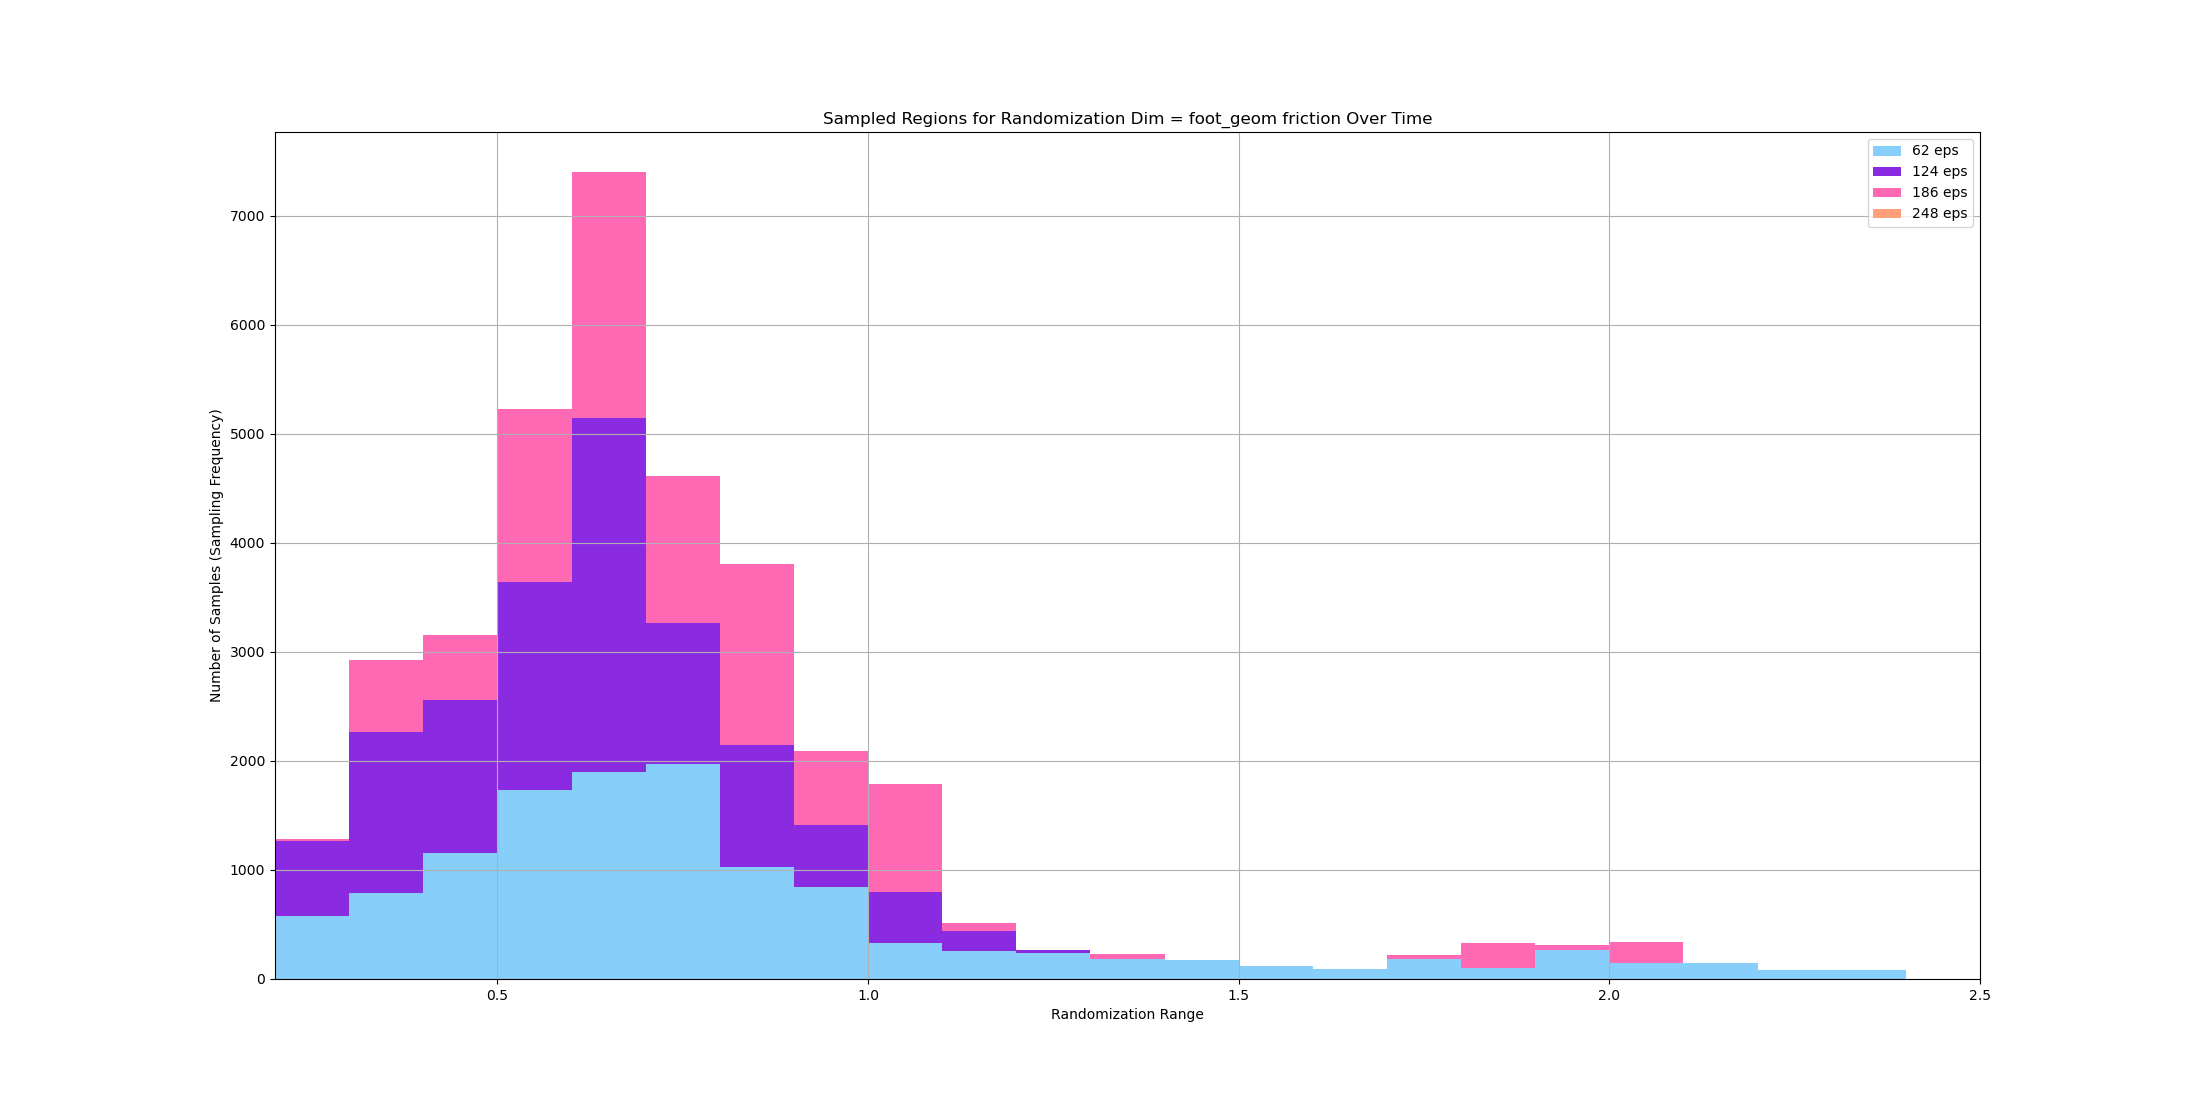 Sampled Regions for Randomization Dim = foot_geom friction Over Time
62 eps
124 eps
186 eps
248 eps
Number of Samples (Sampling Frequency)
7000
6000
5000
4000
3000
2000
1000
0
0.5
1.0
1.5
2.0
2.5
Randomization Range